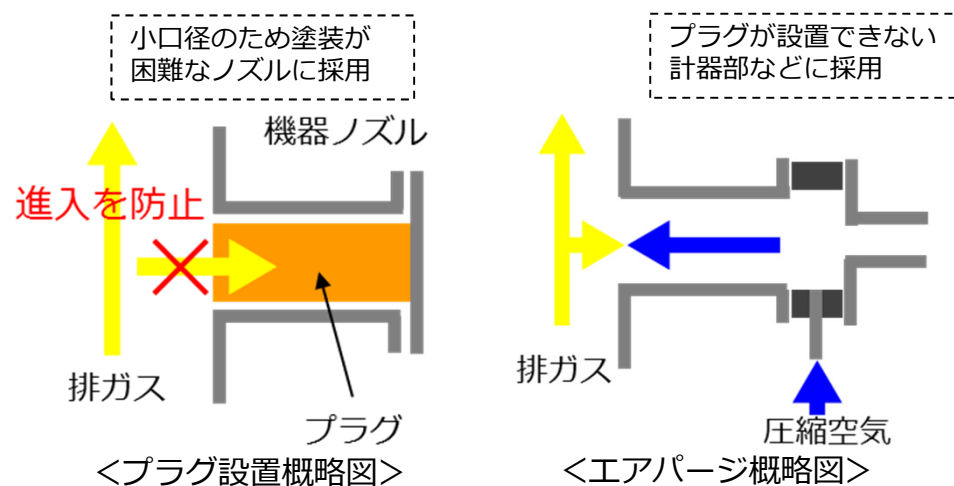 小口径のため塗装が
困難なノズルに採用
機器ノズル
進入を防止
排ガス
プラグ
＜プラグ設置概略図＞
プラグが設置できない
計器部などに採用
排ガス
圧縮空気
＜エアパージ概略図＞